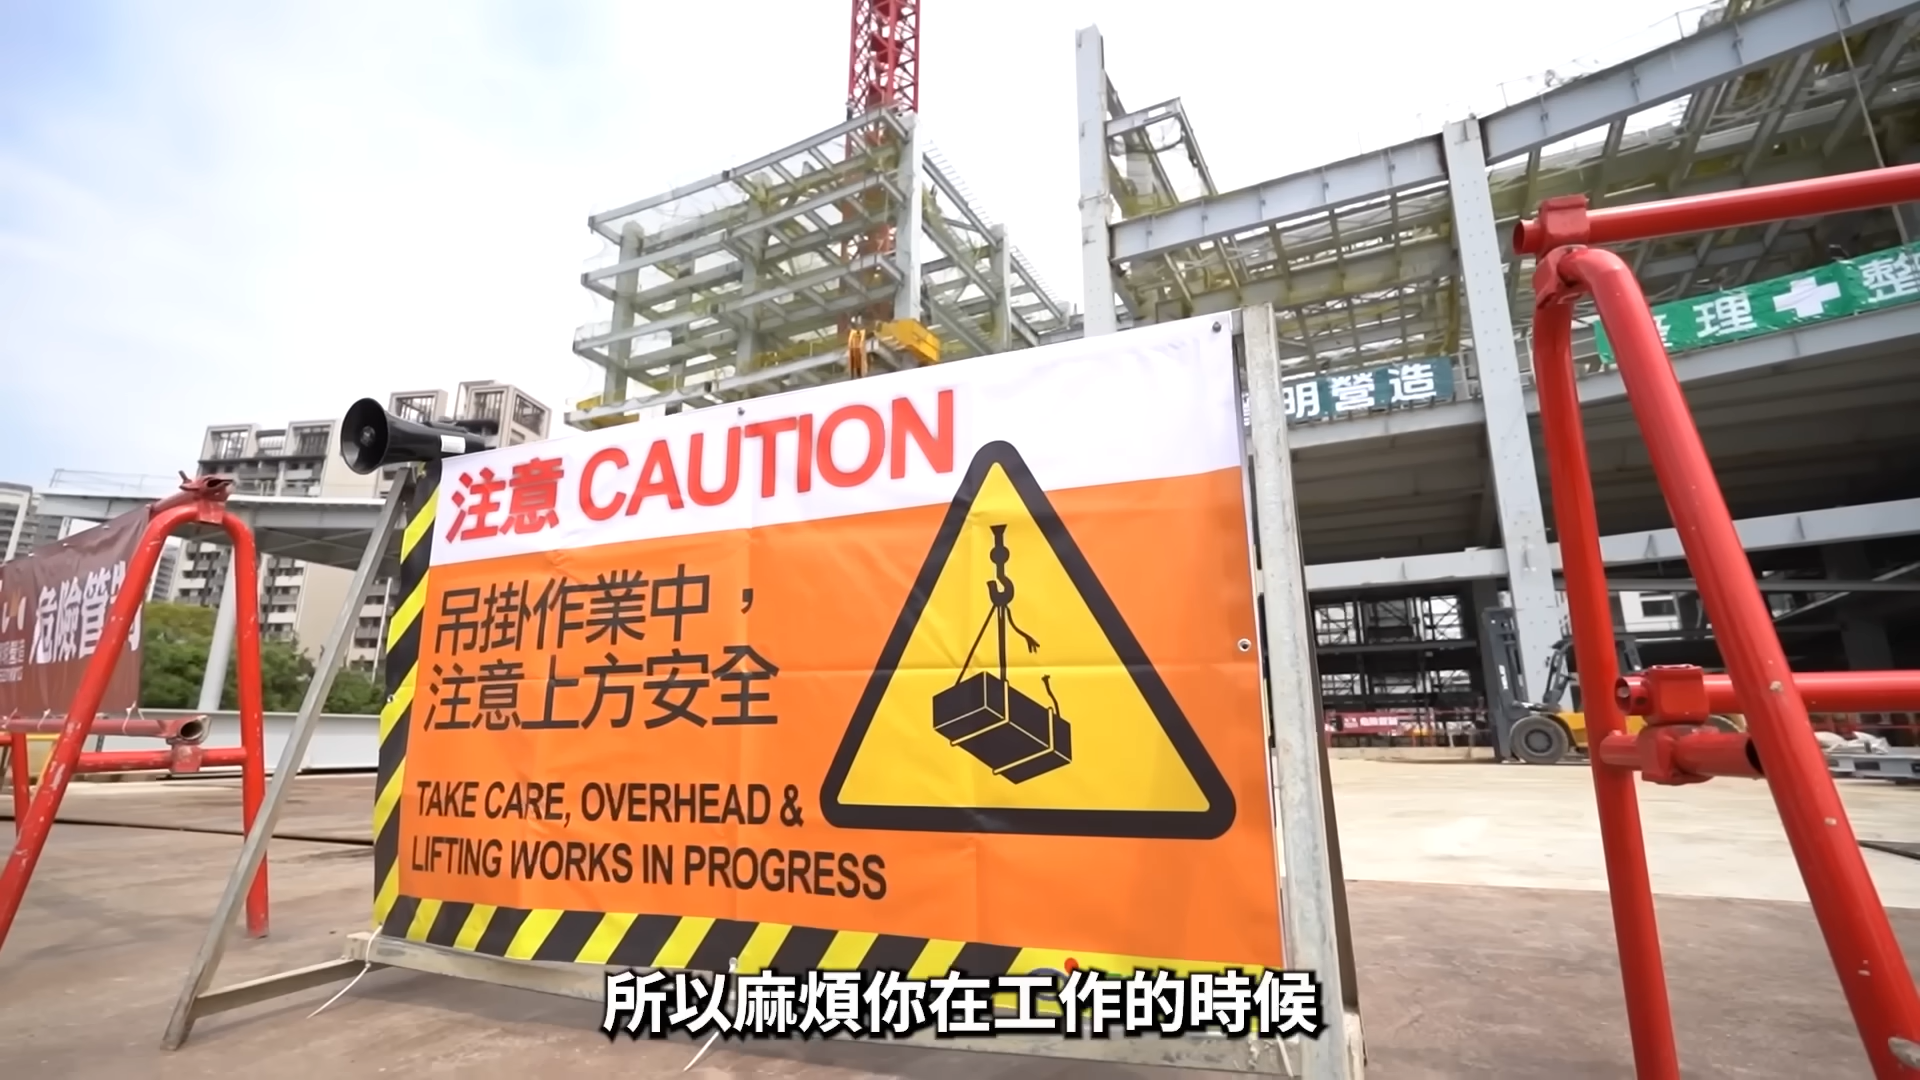 整理✚整
明營造
注意 CAUTION
吊掛作業中，
注意上方安全
TAKE CARE, OVERHEAD &
LIFTING WORKS IN PROGRESS
危險管制
所以麻煩你在工作的時候